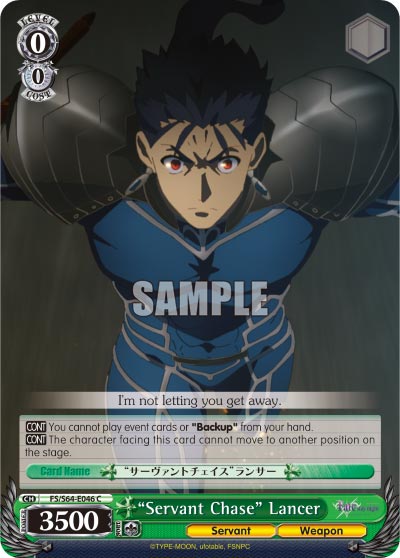 LEVEL
0
0
COST
SAMPLE
I'm not letting you get away.
CONT You cannot play event cards or "Backup" from your hand.
CONT The character facing this card cannot move to another position on
the stage.
Card Name "サーヴァントチェイス"ランサー
CH FS/S64-E046 C
"Servant Chase" Lancer
POWER 3500
Servant Weapon
©TYPE-MOON, ufotable, FSNPC